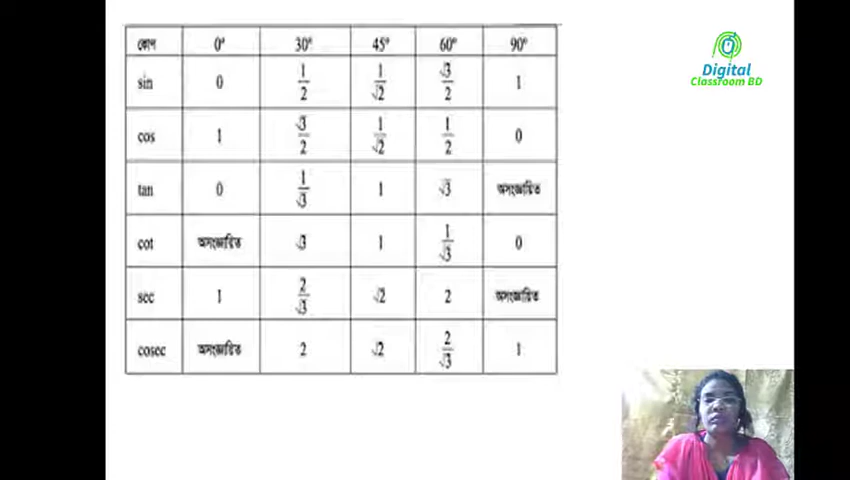 কোণ 0° 30° 45° 60° 90°
sin 0 1/2 1/√2 √3/2 1
cos 1 √3/2 1/√2 1/2 0
tan 0 1/√3 1 √3 অসংজ্ঞায়িত
cot অসংজ্ঞায়িত √3 1 1/√3 0
sec 1 2/√3 √2 2 অসংজ্ঞায়িত
cosec অসংজ্ঞায়িত 2 √2 2/√3 1
Digital
Classroom BD